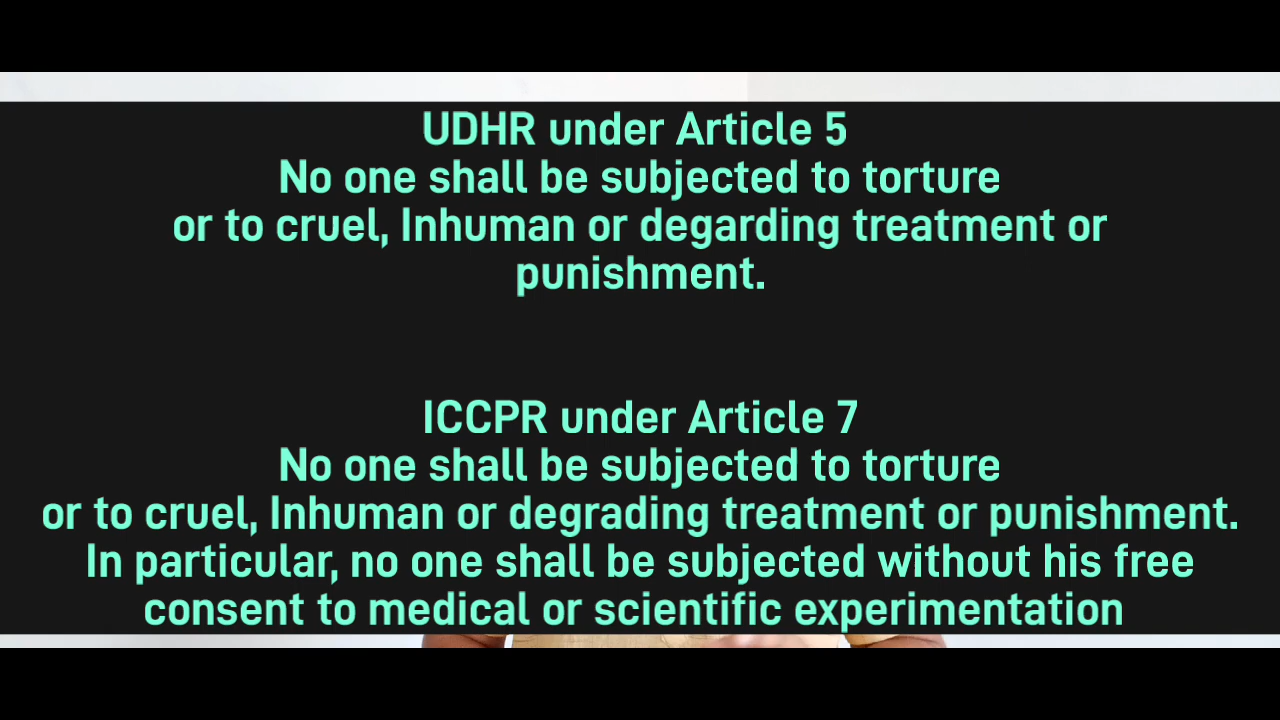 UDHR under Article 5
No one shall be subjected to torture
or to cruel, Inhuman or degarding treatment or
punishment.
ICCPR under Article 7
No one shall be subjected to torture
or to cruel, Inhuman or degrading treatment or punishment.
In particular, no one shall be subjected without his free
consent to medical or scientific experimentation